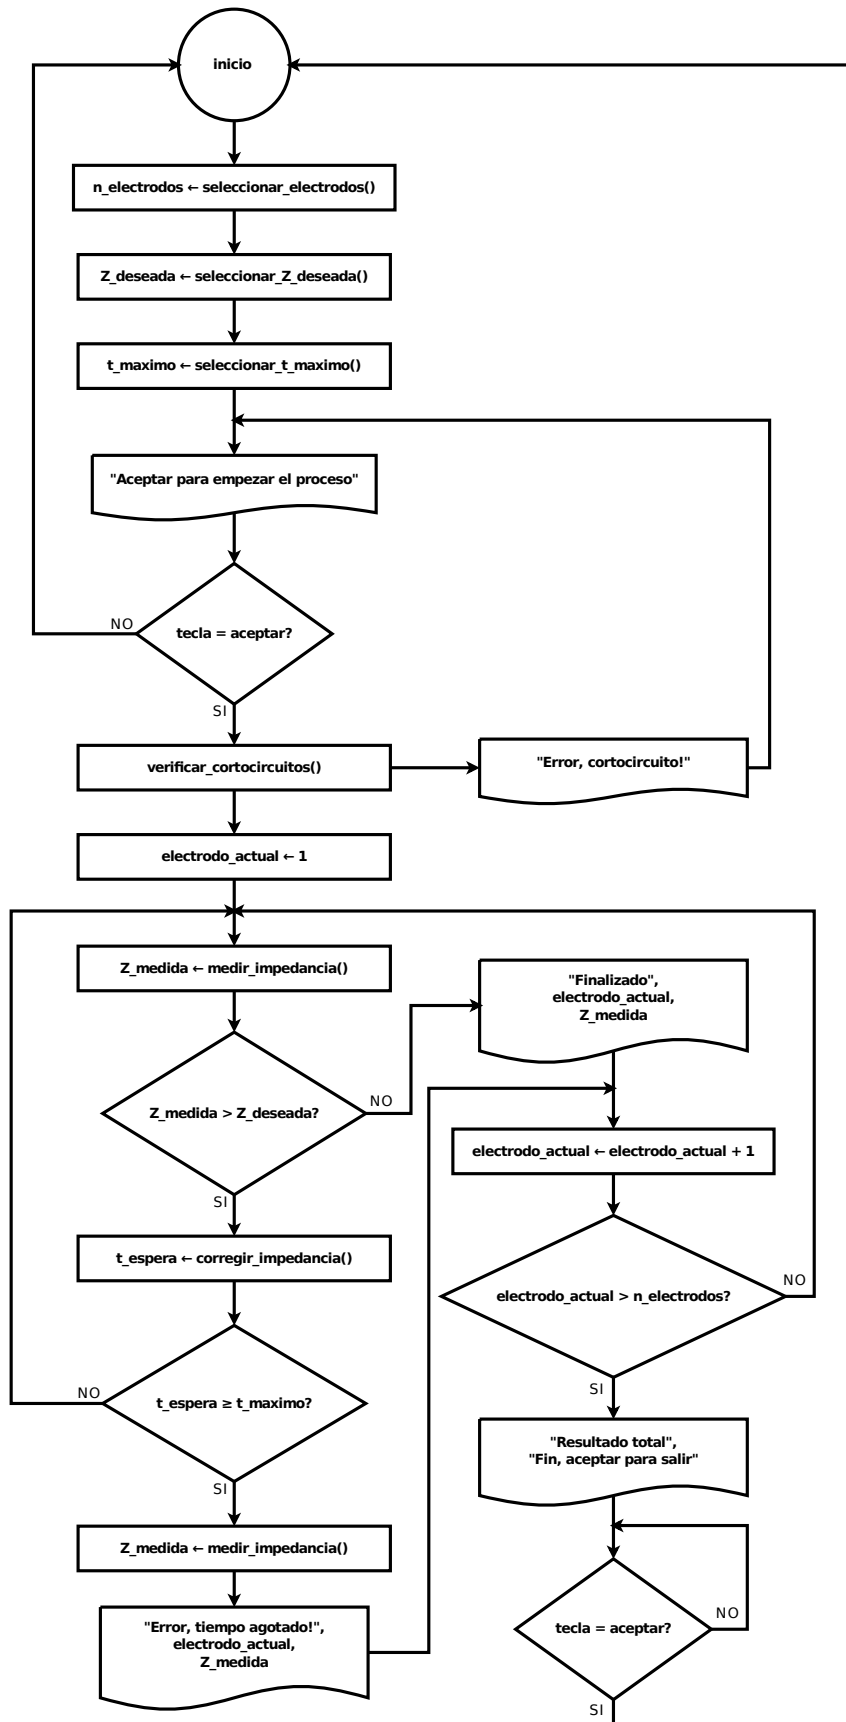 inicio
n_electrodos ← seleccionar_electrodos()
Z_deseada ← seleccionar_Z_deseada()
t_maximo ← seleccionar_t_maximo()
"Aceptar para empezar el proceso"
tecla = aceptar?
NO
SI
verificar_cortocircuitos()
"Error, cortocircuito!"
electrodo_actual ← 1
Z_medida ← medir_impedancia()
Z_medida > Z_deseada?
NO
SI
t_espera ← corregir_impedancia()
t_espera ≥ t_maximo?
NO
SI
Z_medida ← medir_impedancia()
"Error, tiempo agotado!",
electrodo_actual,
Z_medida
"Finalizado",
electrodo_actual,
Z_medida
electrodo_actual ← electrodo_actual + 1
electrodo_actual > n_electrodos?
NO
SI
"Resultado total",
"Fin, aceptar para salir"
tecla = aceptar?
NO
SI